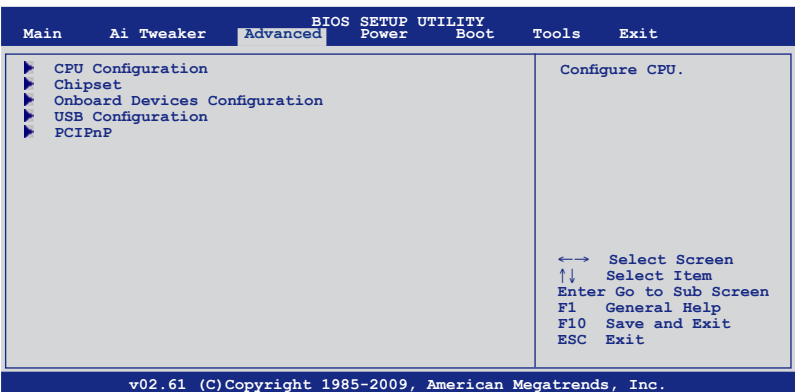 BIOS SETUP UTILITY
Main Ai Tweaker Advanced Power Boot Tools Exit
CPU Configuration
Chipset
Onboard Devices Configuration
USB Configuration
PCIPnP
Configure CPU.
←→ Select Screen
↑↓ Select Item
Enter Go to Sub Screen
F1 General Help
F10 Save and Exit
ESC Exit
v02.61 (C)Copyright 1985-2009, American Megatrends, Inc.